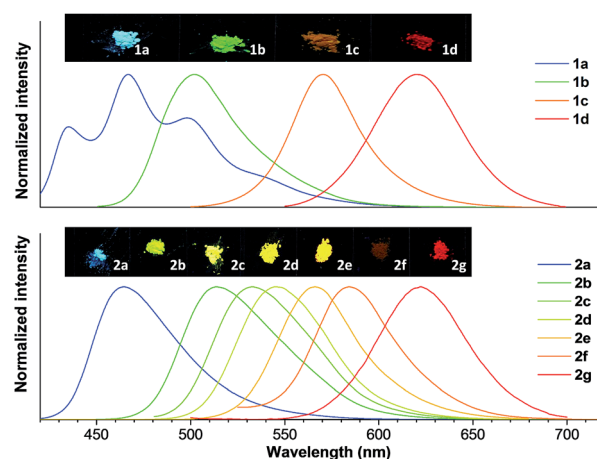 Normalized intensity
1a 1b 1c 1d
1a
1b
1c
1d
Normalized intensity
2a 2b 2c 2d 2e 2f 2g
2a
2b
2c
2d
2e
2f
2g
450 500 550 600 650 700
Wavelength (nm)